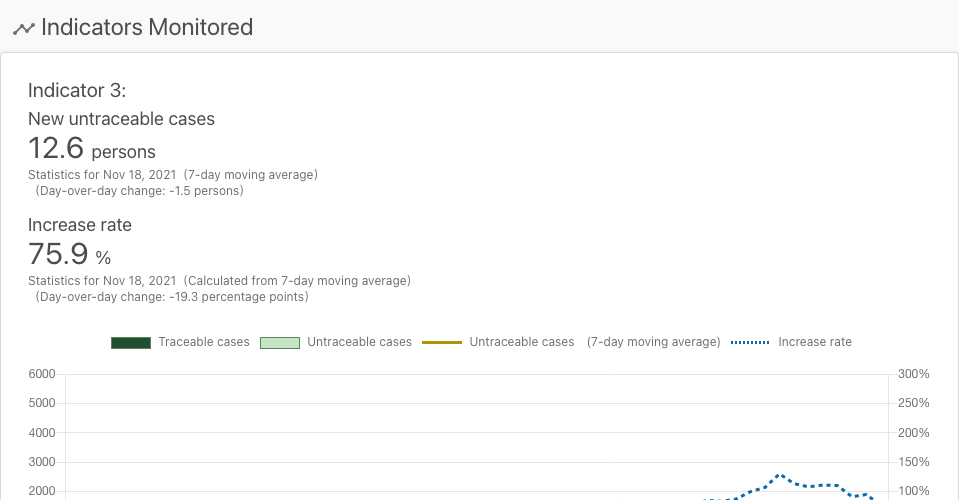 Indicators Monitored
Indicator 3:
New untraceable cases
12.6 persons
Statistics for Nov 18, 2021 (7-day moving average)
(Day-over-day change: -1.5 persons)
Increase rate
75.9 %
Statistics for Nov 18, 2021 (Calculated from 7-day moving average)
(Day-over-day change: -19.3 percentage points)
Traceable cases Untraceable cases Untraceable cases (7-day moving average) Increase rate
6000 300%
5000 250%
4000 200%
3000 150%
2000 100%